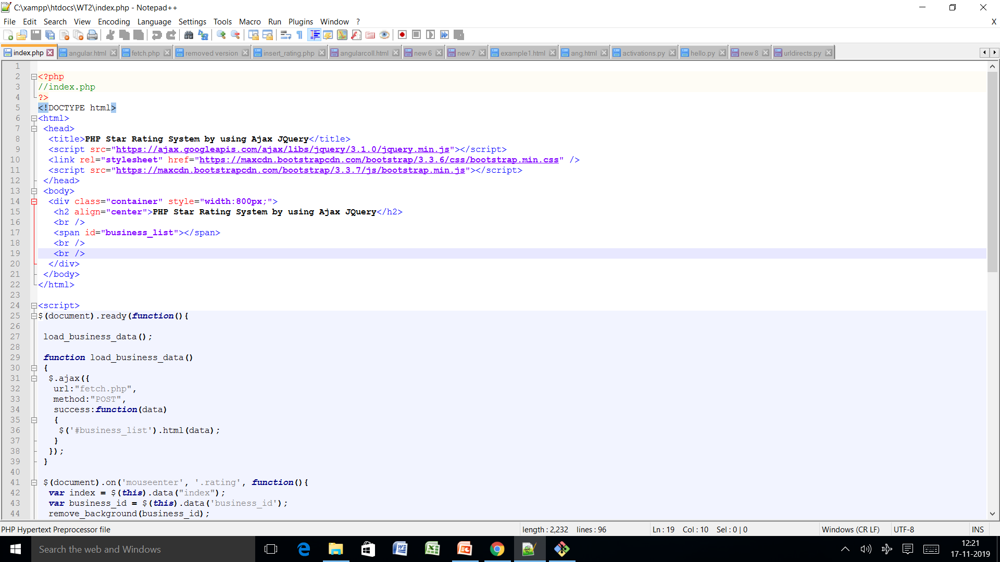 C:\xampp\htdocs\WT2\index.php - Notepad++
File Edit Search View Encoding Language Settings Tools Macro Run Plugins Window ? X
index.php angular.html fetch.php removed version insert_rating.php angularcoll.html new 6 new 7 example1.html ang.html activations.py hello.py new 8 urldirects.py
1
2 <?php
3 //index.php
4 ?>
5 <!DOCTYPE html>
6 <html>
7 <head>
8 <title>PHP Star Rating System by using Ajax JQuery</title>
9 <script src="https://ajax.googleapis.com/ajax/libs/jquery/3.1.0/jquery.min.js"></script>
10 <link rel="stylesheet" href="https://maxcdn.bootstrapcdn.com/bootstrap/3.3.6/css/bootstrap.min.css" />
11 <script src="https://maxcdn.bootstrapcdn.com/bootstrap/3.3.7/js/bootstrap.min.js"></script>
12 </head>
13 <body>
14 <div class="container" style="width:800px;">
15 <h2 align="center">PHP Star Rating System by using Ajax JQuery</h2>
16 <br />
17 <span id="business_list"></span>
18 <br />
19 <br />
20 </div>
21 </body>
22 </html>
23
24 <script>
25 $(document).ready(function(){
26
27 load_business_data();
28
29 function load_business_data()
30 {
31 $.ajax({
32 url:"fetch.php",
33 method:"POST",
34 success:function(data)
35 {
36 $('#business_list').html(data);
37 }
38 });
39 }
40
41 $(document).on('mouseenter', '.rating', function(){
42 var index = $(this).data("index");
43 var business_id = $(this).data('business_id');
44 remove_background(business_id);
PHP Hypertext Preprocessor file length : 2,232 lines : 96 Ln : 19 Col : 10 Sel : 0 | 0 Windows (CR LF) UTF-8 INS
Search the web and Windows
12:21
17-11-2019